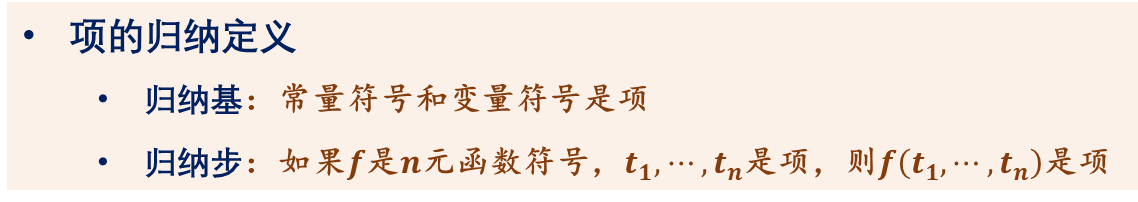 • 项的归纳定义
• 归纳基：常量符号和变量符号是项
• 归纳步：如果f是n元函数符号，t₁,⋯,tₙ是项，则f(t₁,⋯,tₙ)是项